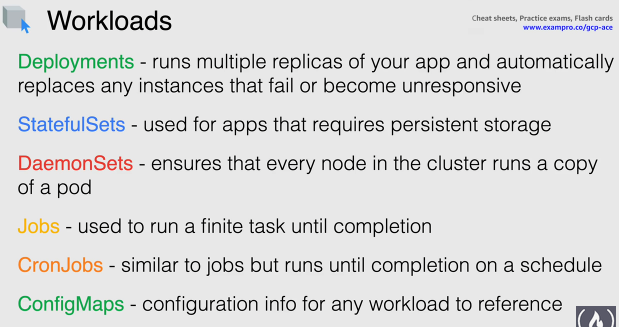 Workloads
Cheat sheets, Practice exams, Flash cards
www.exampro.co/gcp-ace
Deployments - runs multiple replicas of your app and automatically
replaces any instances that fail or become unresponsive
StatefulSets - used for apps that requires persistent storage
DaemonSets - ensures that every node in the cluster runs a copy
of a pod
Jobs - used to run a finite task until completion
CronJobs - similar to jobs but runs until completion on a schedule
ConfigMaps - configuration info for any workload to reference